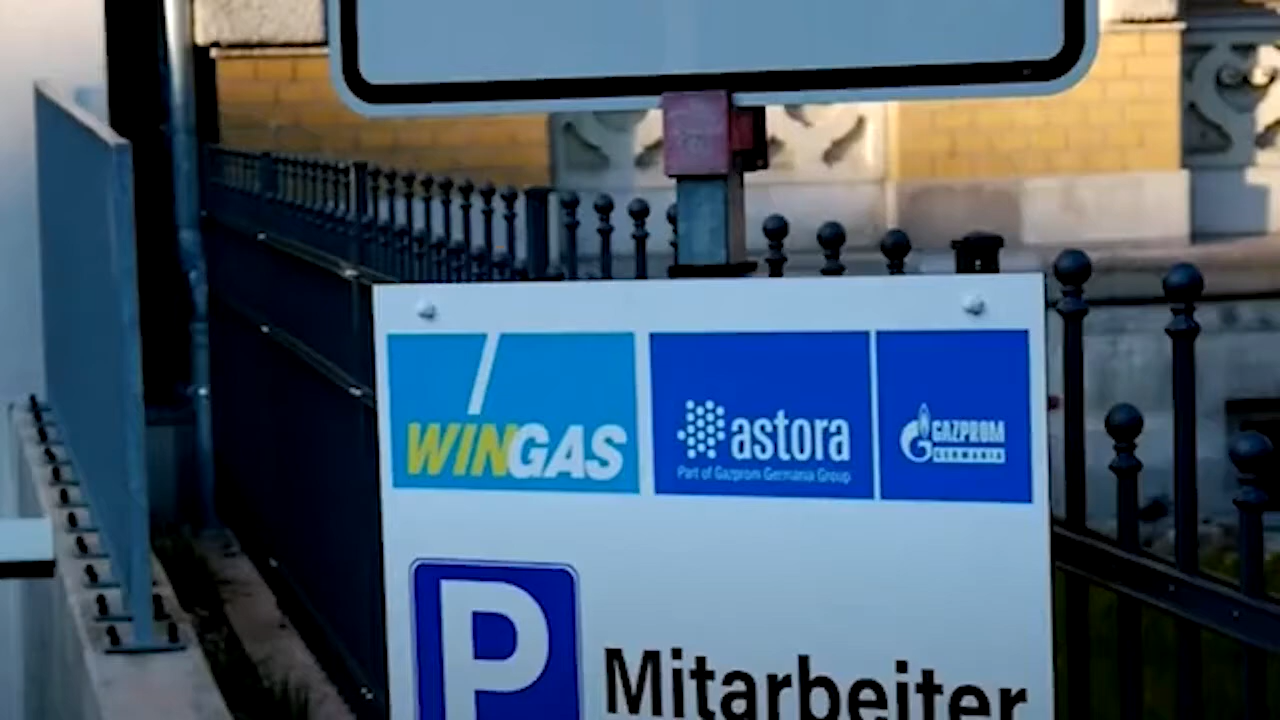 WINGAS
astora
Part of Gazprom Germania Group
GAZPROM
GERMANIA
P
Mitarbeiter